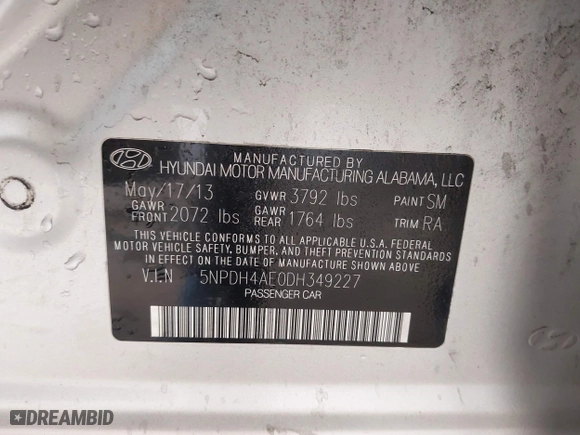 MANUFACTURED BY
HYUNDAI MOTOR MANUFACTURING ALABAMA, LLC
May/17/13 GVWR 3792 lbs PAINT SM
GAWR FRONT 2072 lbs GAWR REAR 1764 lbs TRIM RA
THIS VEHICLE CONFORMS TO ALL APPLICABLE U.S.A. FEDERAL
MOTOR VEHICLE SAFETY, BUMPER, AND THEFT PREVENTION STANDARDS
IN EFFECT ON THE DATE OF MANUFACTURE SHOWN ABOVE.
V.I.N 5NPDH4AE0DH349227
PASSENGER CAR
DREAMBID